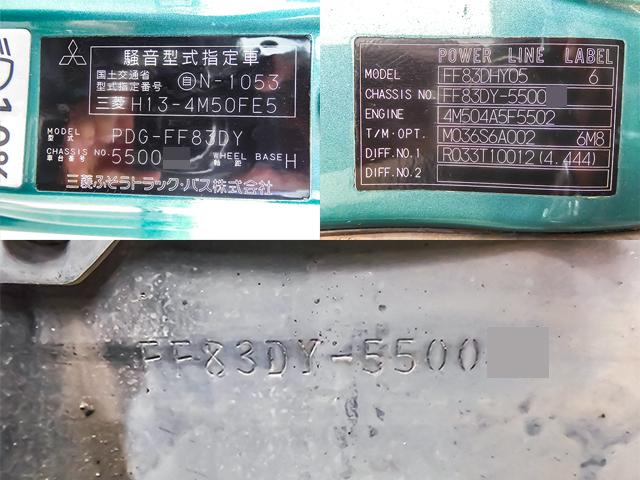 騒音型式指定車
国土交通省
型式指定番号 自N-1053
三菱 H13-4M50FE5
MODEL
型式 PDG-FF83DY
CHASSIS NO.
車台番号 5500 WHEEL BASE
軸距 H
三菱ふそうトラック・バス株式会社
POWER LINE LABEL
MODEL FF83DHY05 6
CHASSIS NO. FF83DY-5500
ENGINE 4M504A5F5502
T/M・OPT. M036S6A002 6M8
DIFF.NO.1 R033T10012(4.444)
DIFF.NO.2
FF83DY-5500